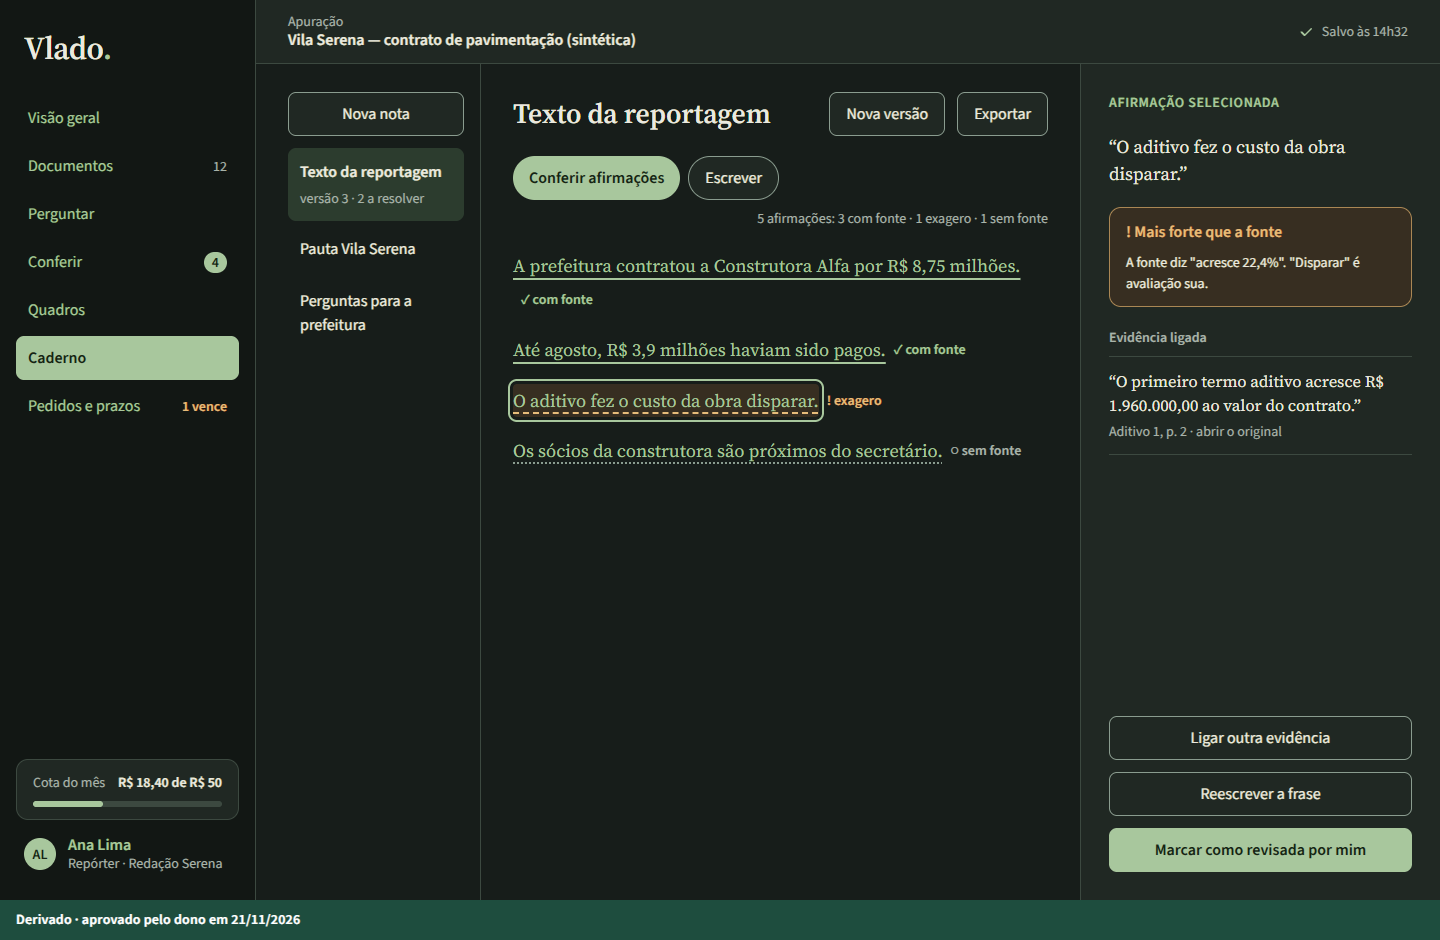 Vlado.
Visão geral
Documentos 12
Perguntar
Conferir 4
Quadros
Caderno
Pedidos e prazos 1 vence
Cota do mês R$ 18,40 de R$ 50
AL
Ana Lima
Repórter · Redação Serena
Apuração
Vila Serena — contrato de pavimentação (sintética)
✓ Salvo às 14h32
Nova nota
Texto da reportagem
versão 3 · 2 a resolver
Pauta Vila Serena
Perguntas para a
prefeitura
Texto da reportagem
Nova versão
Exportar
Conferir afirmações
Escrever
5 afirmações: 3 com fonte · 1 exagero · 1 sem fonte
A prefeitura contratou a Construtora Alfa por R$ 8,75 milhões.
✓ com fonte
Até agosto, R$ 3,9 milhões haviam sido pagos. ✓ com fonte
O aditivo fez o custo da obra disparar. ! exagero
Os sócios da construtora são próximos do secretário. ○ sem fonte
AFIRMAÇÃO SELECIONADA
“O aditivo fez o custo da obra
disparar.”
! Mais forte que a fonte
A fonte diz "acresce 22,4%". "Disparar" é
avaliação sua.
Evidência ligada
“O primeiro termo aditivo acresce R$
1.960.000,00 ao valor do contrato.”
Aditivo 1, p. 2 · abrir o original
Ligar outra evidência
Reescrever a frase
Marcar como revisada por mim
Derivado · aprovado pelo dono em 21/11/2026